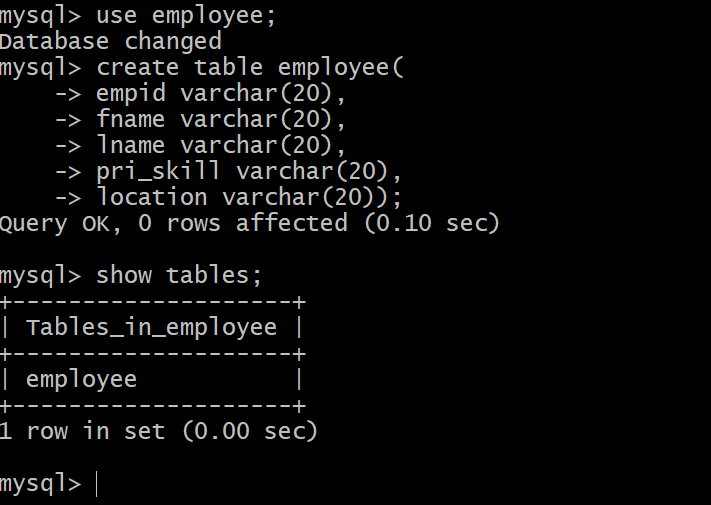 mysql> use employee;
Database changed
mysql> create table employee(
    -> empid varchar(20),
    -> fname varchar(20),
    -> lname varchar(20),
    -> pri_skill varchar(20),
    -> location varchar(20));
Query OK, 0 rows affected (0.10 sec)

mysql> show tables;
+--------------------+
| Tables_in_employee |
+--------------------+
| employee           |
+--------------------+
1 row in set (0.00 sec)

mysql>